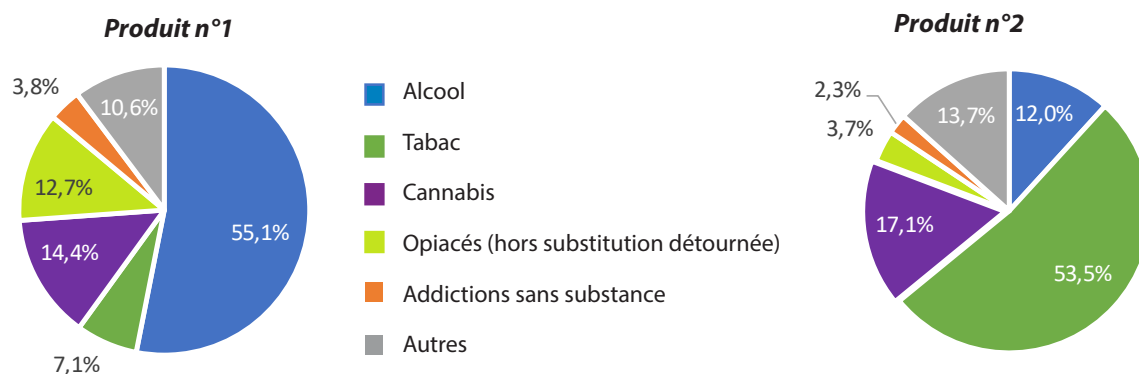 Produit n°1
3,8%
10,6%
12,7%
14,4%
7,1%
55,1%
Alcool
Tabac
Cannabis
Opiacés (hors substitution détournée)
Addictions sans substance
Autres
Produit n°2
2,3%
3,7%
13,7%
12,0%
17,1%
53,5%